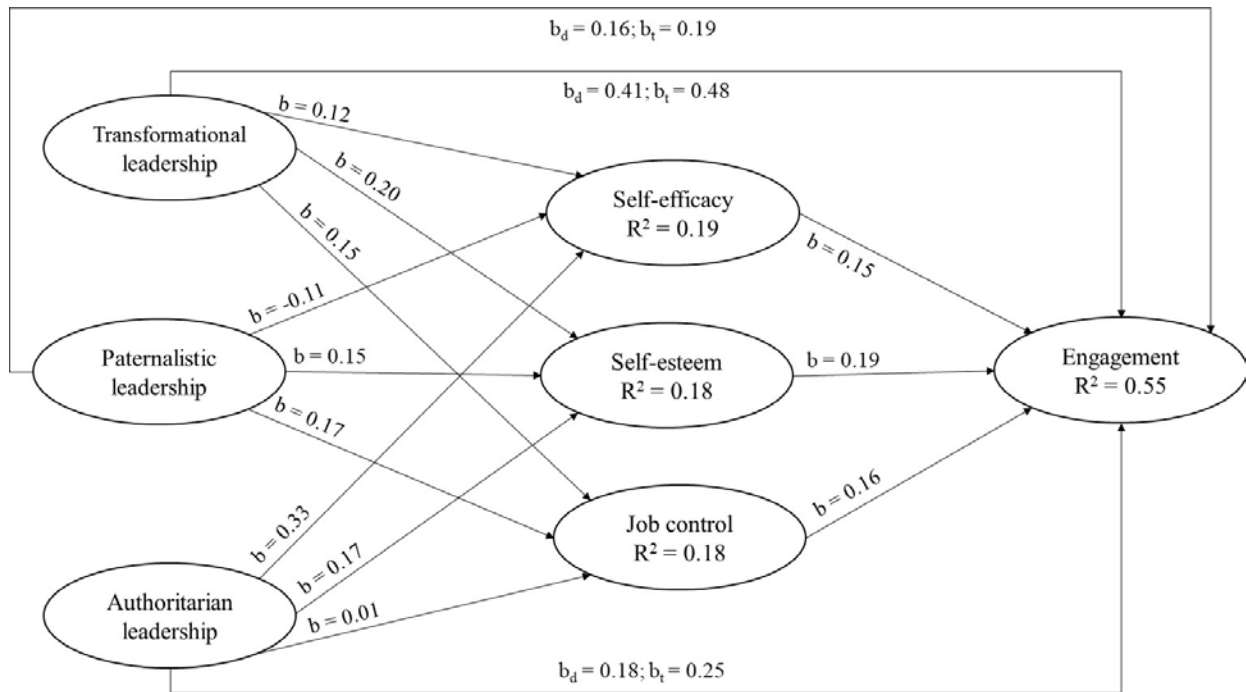 b_d = 0.16; b_t = 0.19
b_d = 0.41; b_t = 0.48
Transformational
leadership
b = 0.12
b = 0.20
b = 0.15
Self-efficacy
R² = 0.19
b = 0.15
b = -0.11
Paternalistic
leadership
b = 0.15
b = 0.17
Self-esteem
R² = 0.18
b = 0.19
Engagement
R² = 0.55
b = 0.33
b = 0.17
b = 0.01
Job control
R² = 0.18
b = 0.16
Authoritarian
leadership
b_d = 0.18; b_t = 0.25